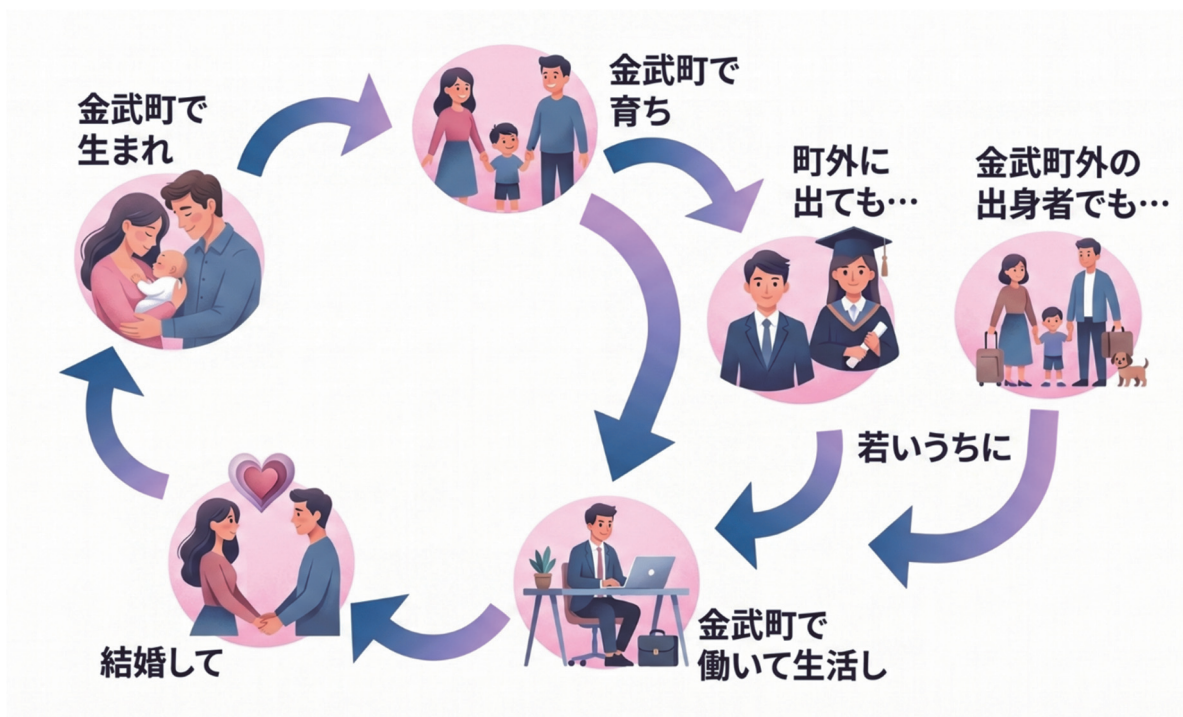 金武町で
生まれ
金武町で
育ち
町外に
出ても…
金武町外の
出身者でも…
若いうちに
金武町で
働いて生活し
結婚して